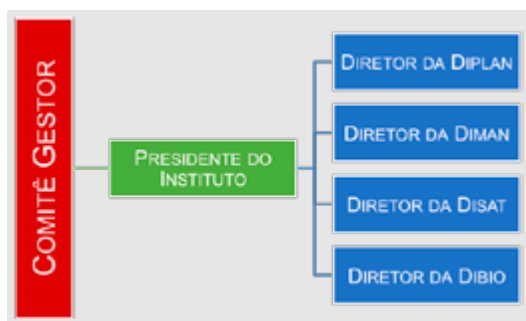 COMITÊ GESTOR
PRESIDENTE DO
INSTITUTO
DIRETOR DA DIPLAN
DIRETOR DA DIMAN
DIRETOR DA DISAT
DIRETOR DA DIBIO